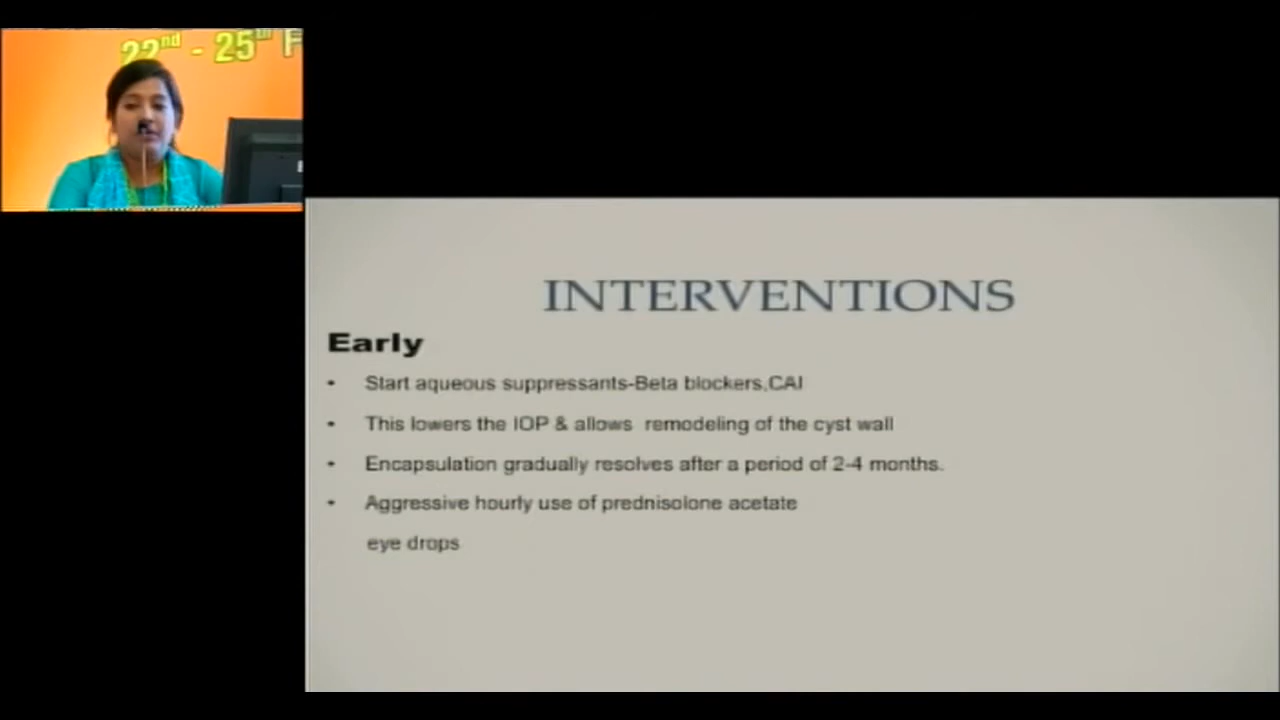 22nd - 25th F
INTERVENTIONS
Early
• Start aqueous suppressants-Beta blockers,CAI
• This lowers the IOP & allows remodeling of the cyst wall
• Encapsulation gradually resolves after a period of 2-4 months.
• Aggressive hourly use of prednisolone acetate
eye drops